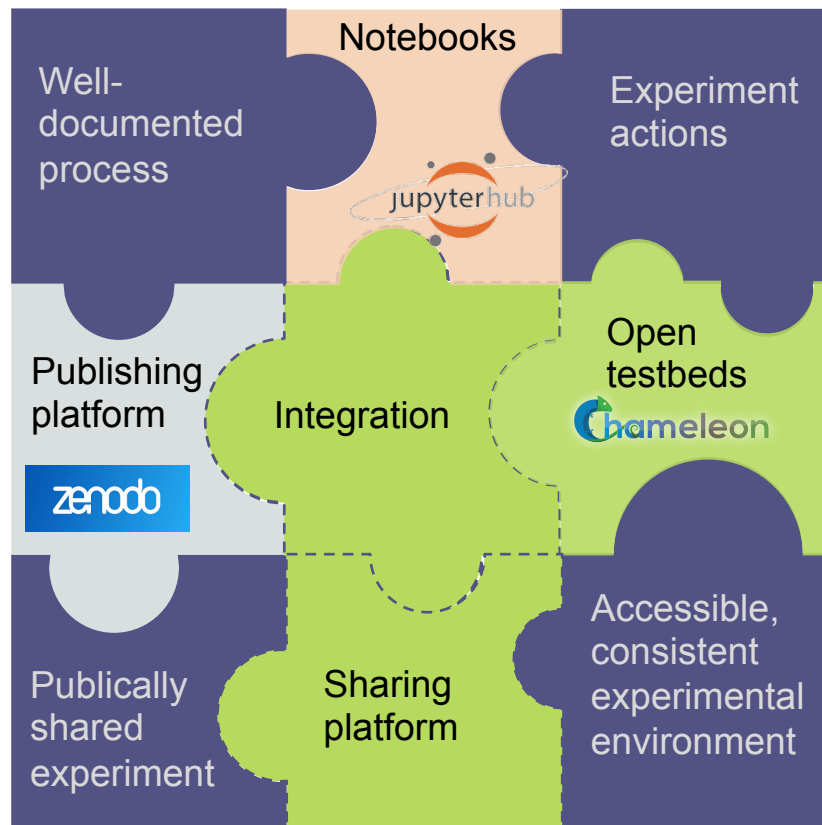 Notebooks
Well-
documented
process
Experiment
actions
jupyterhub
Publishing
platform
zenodo
Integration
Open
testbeds
Chameleon
Publically
shared
experiment
Sharing
platform
Accessible,
consistent
experimental
environment